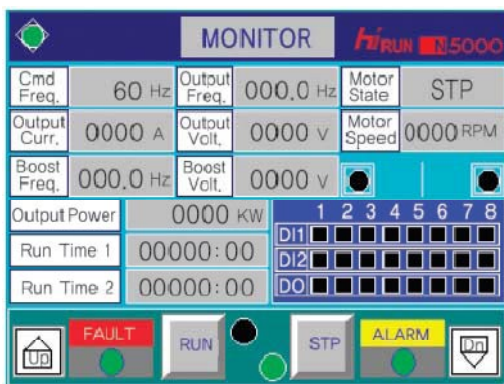 MONITOR HiRUN N5000
Cmd Freq. 60 Hz Output Freq. 000.0 Hz Motor State STP
Output Curr. 0000 A Output Volt. 0000 V Motor Speed 0000 RPM
Boost Freq. 000.0 Hz Boost Volt. 0000 V
Output Power 0000 KW 1 2 3 4 5 6 7 8
DI1
Run Time 1 00000:00 DI2
Run Time 2 00000:00 DO
Up FAULT RUN STP ALARM Dn